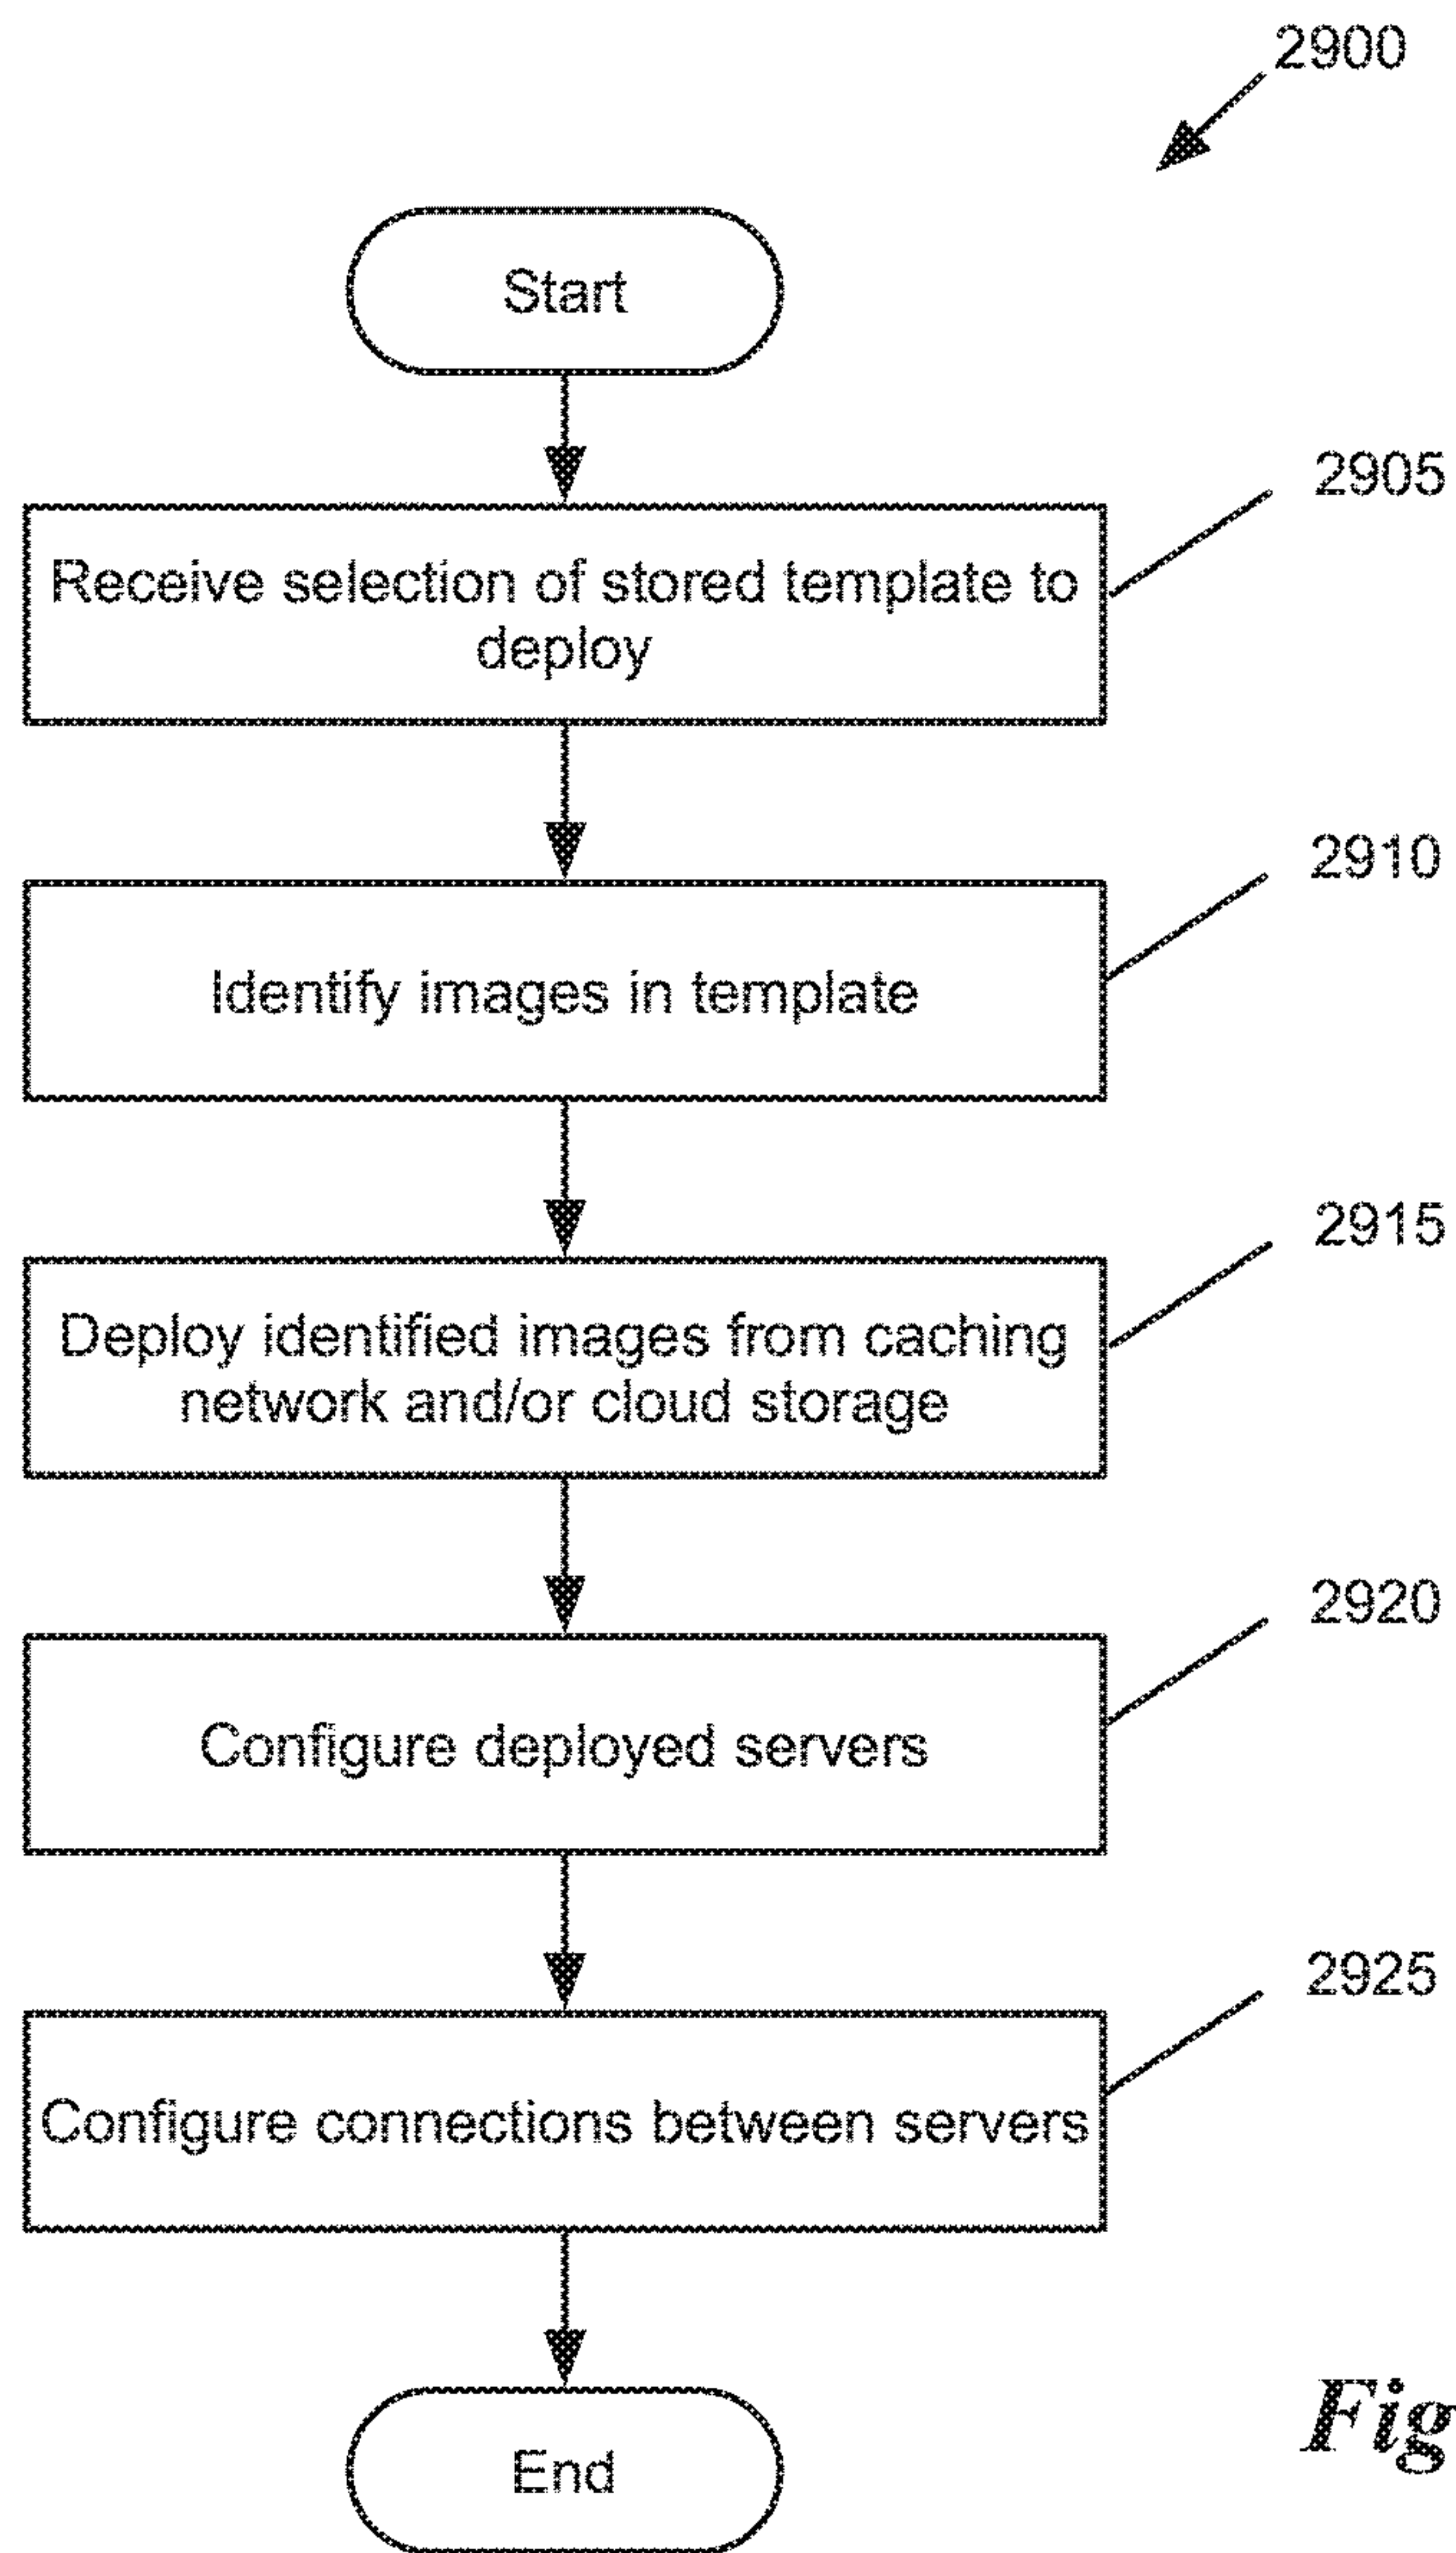 2900
Start
2905
Receive selection of stored template to
deploy
2910
Identify images in template
2915
Deploy identified images from caching
network and/or cloud storage
2920
Configure deployed servers
2925
Configure connections between servers
End
Fig